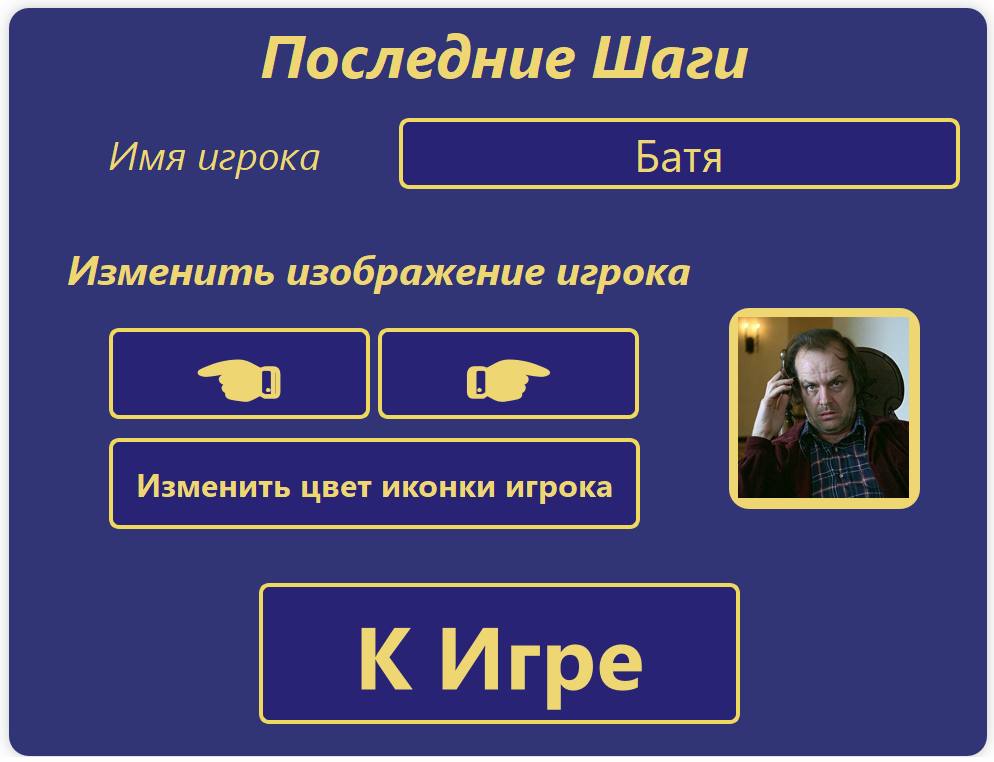 Последние Шаги
Имя игрока
Батя
Изменить изображение игрока
Изменить цвет иконки игрока
К Игре